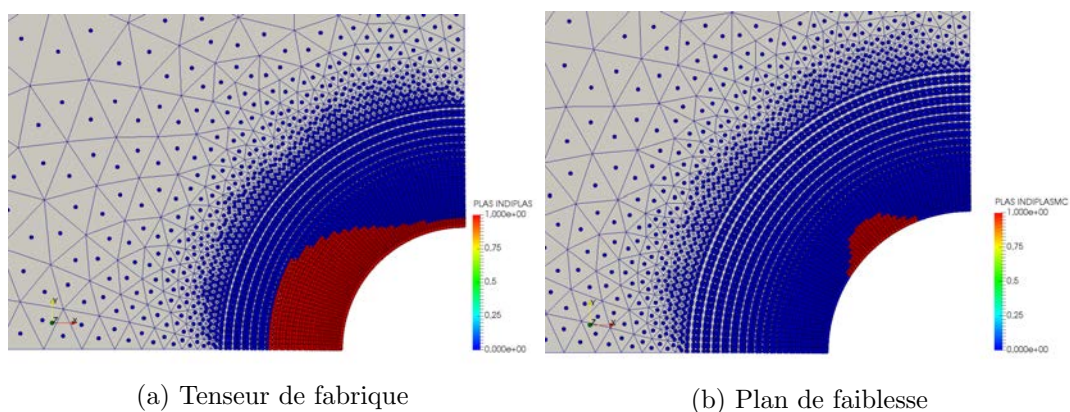 PLAS INDIPLAS
1,000e+00
0,75
0,5
0,25
0,000e+00
Y
Z
X
PLAS INDIPLASMC
1,000e+00
0,75
0,5
0,25
0,000e+00
(a) Tenseur de fabrique
(b) Plan de faiblesse